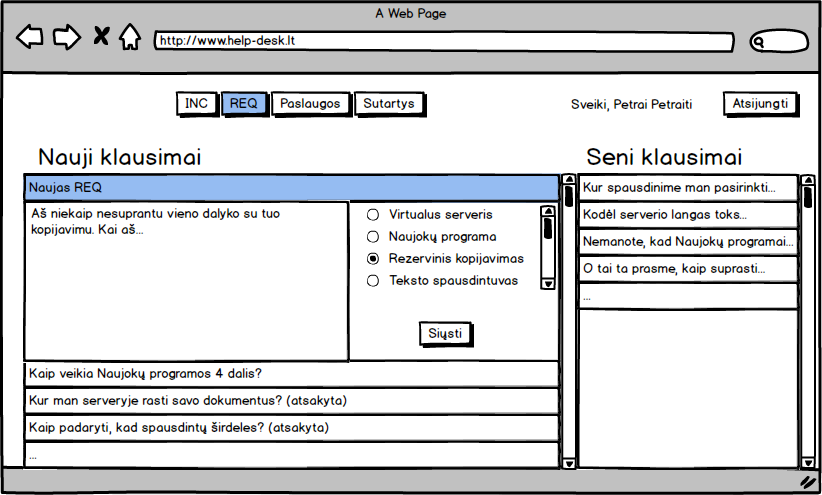 A Web Page
http://www.help-desk.lt
INC
REQ
Paslaugos
Sutartys
Sveiki, Petrai Petraiti
Atsijungti
Nauji klausimai
Naujas REQ
Aš niekaip nesuprantu vieno dalyko su tuo
kopijavimu. Kai aš...
Virtualus serveris
Naujokų programa
Rezervinis kopijavimas
Teksto spausdintuvas
Siųsti
Kaip veikia Naujokų programos 4 dalis?
Kur man serveryje rasti savo dokumentus? (atsakyta)
Kaip padaryti, kad spausdintų širdeles? (atsakyta)
...
Seni klausimai
Kur spausdinime man pasirinkti...
Kodėl serverio langas toks...
Nemanote, kad Naujokų programai...
O tai ta prasme, kaip suprasti...
...